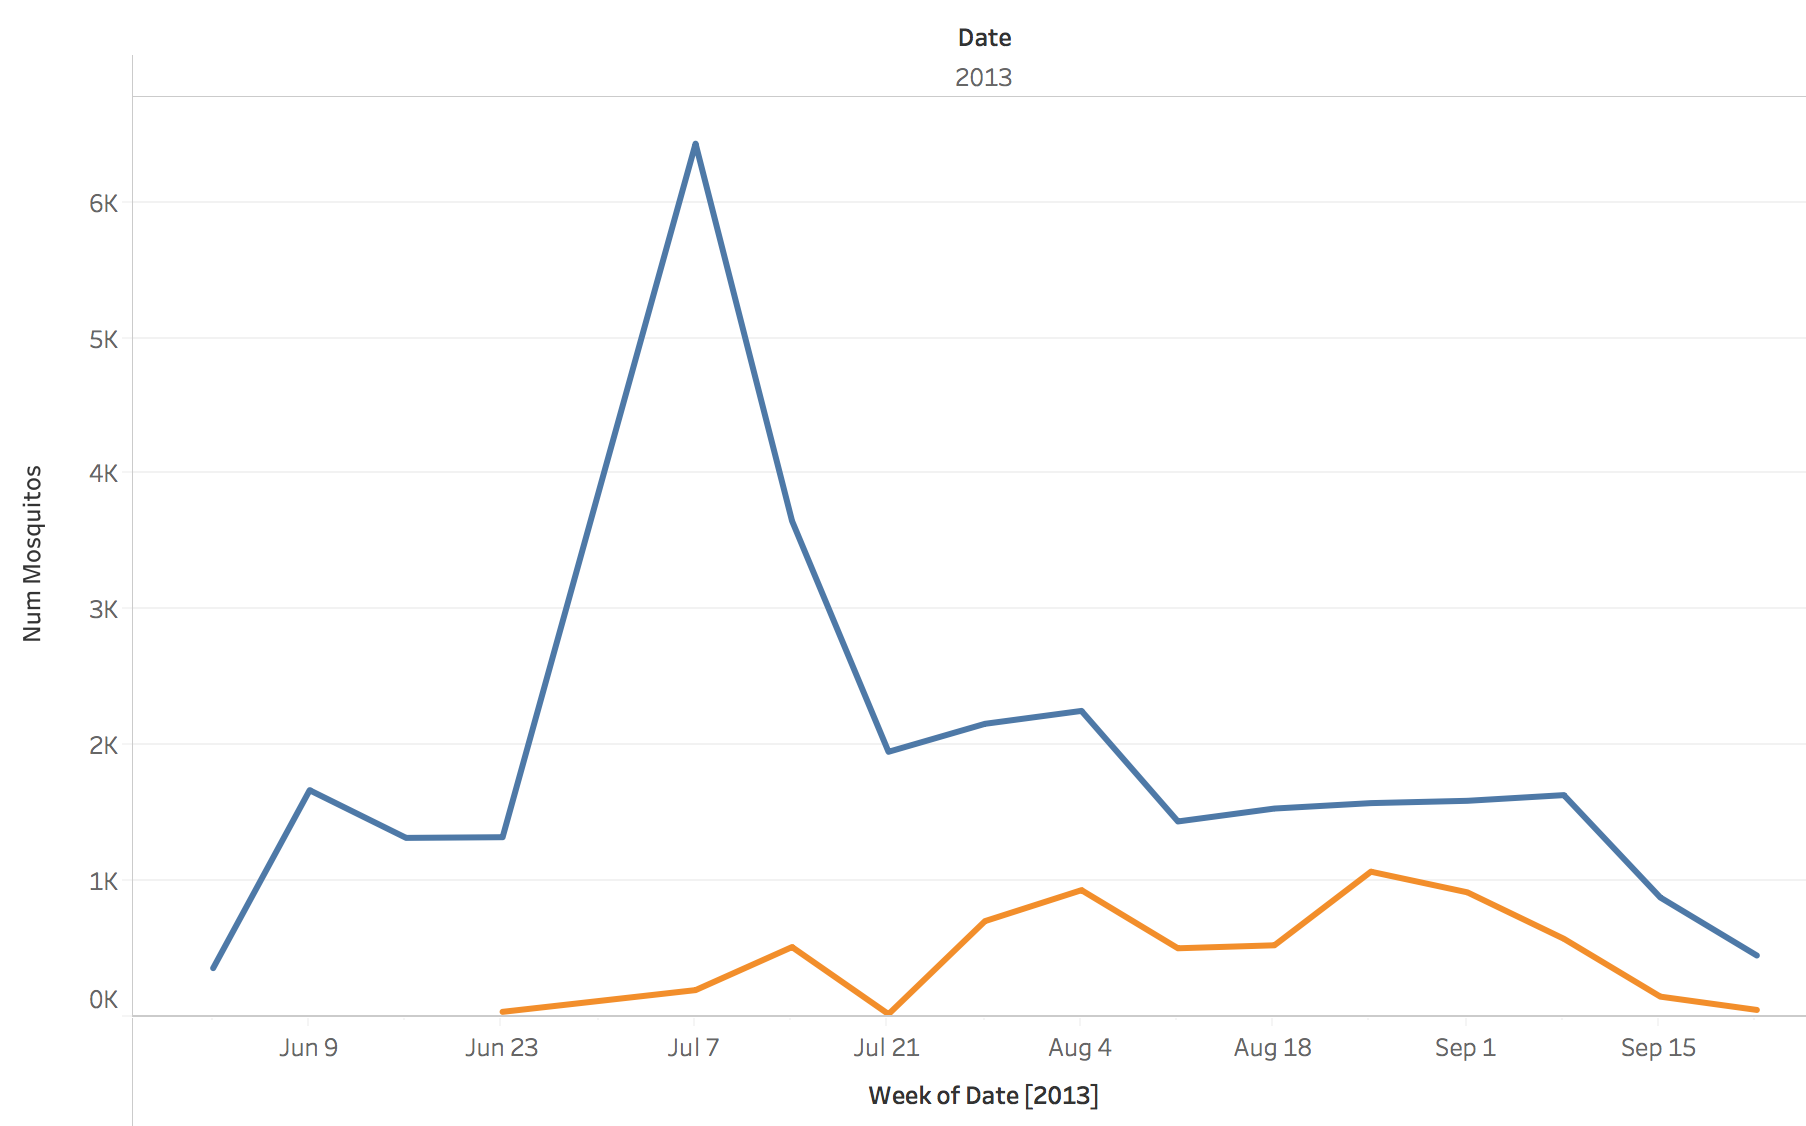 Date
2013
6K
5K
4K
3K
2K
1K
0K
Num Mosquitos
Jun 9 Jun 23 Jul 7 Jul 21 Aug 4 Aug 18 Sep 1 Sep 15
Week of Date [2013]